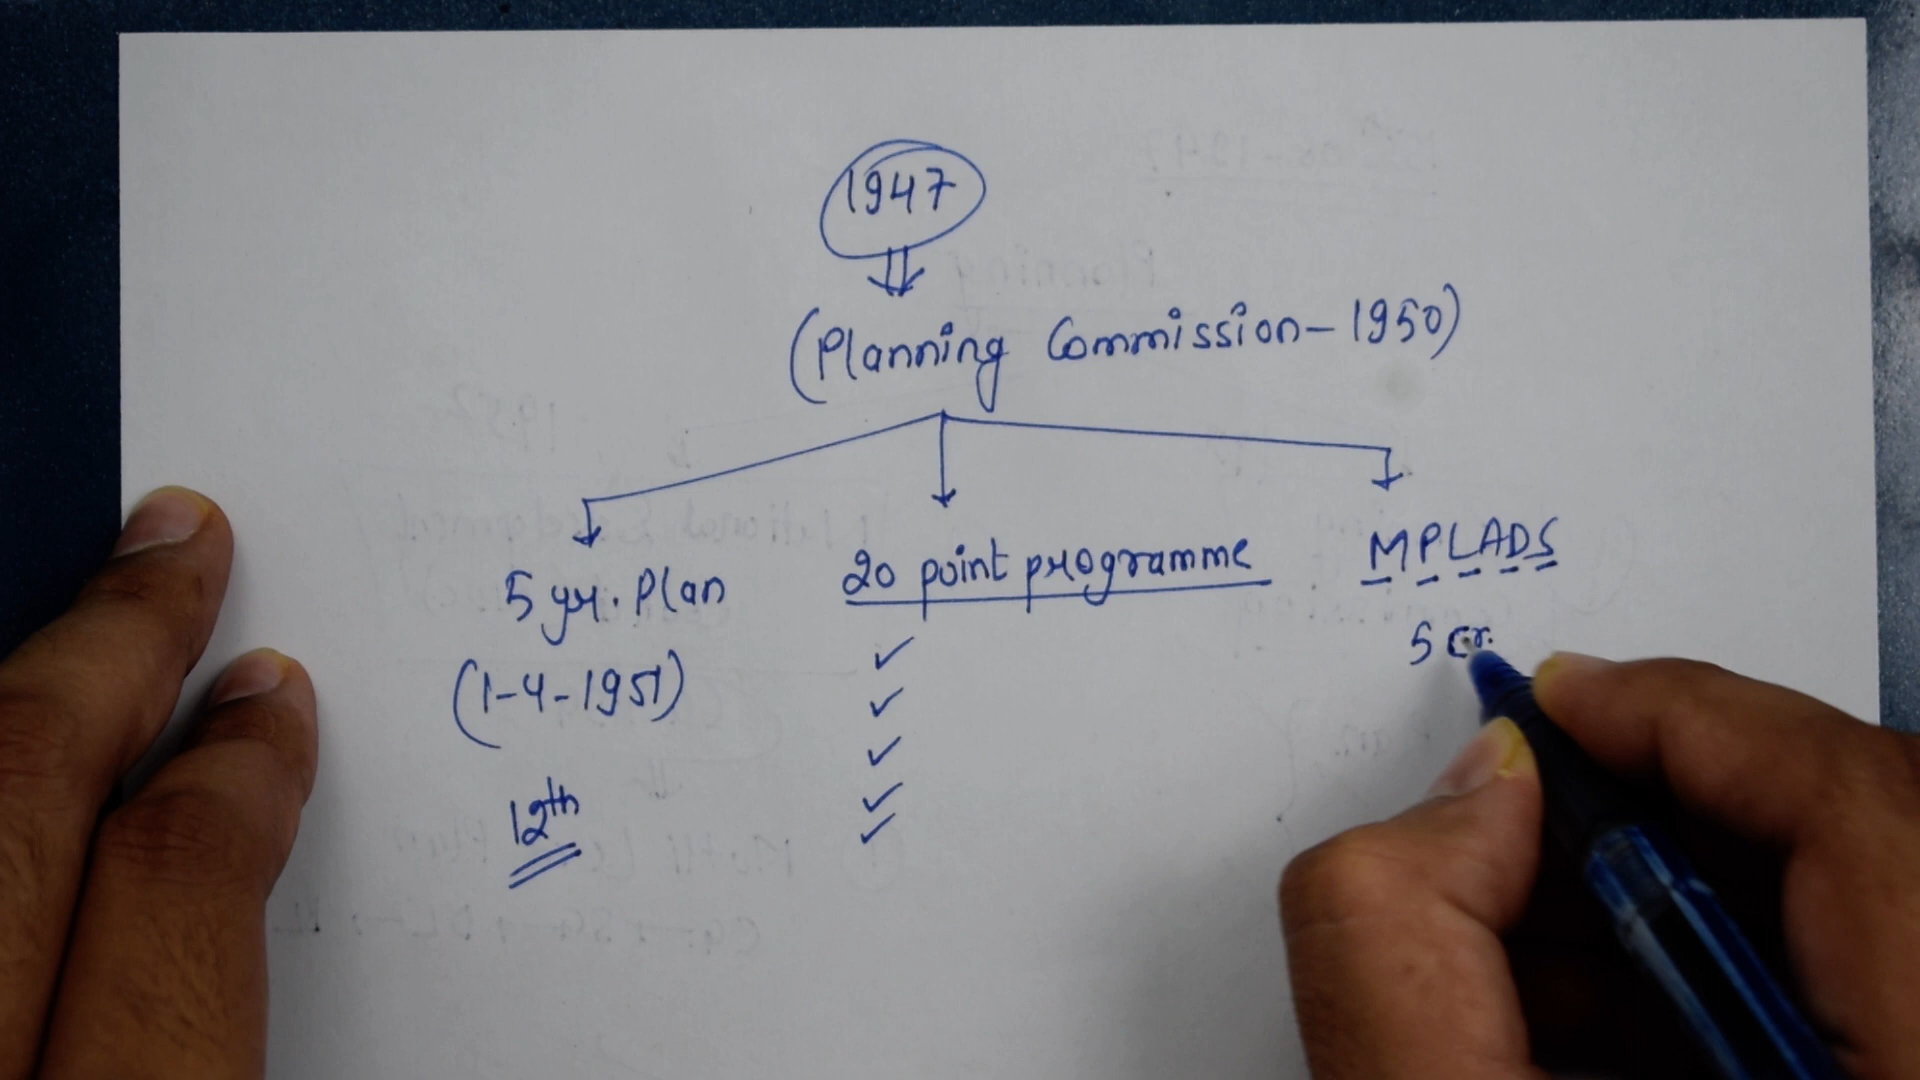 1947
(Planning Commission - 1950)
5 yr. Plan
(1-4-1951)
12th
20 point programme
MPLADS
5 Cr.